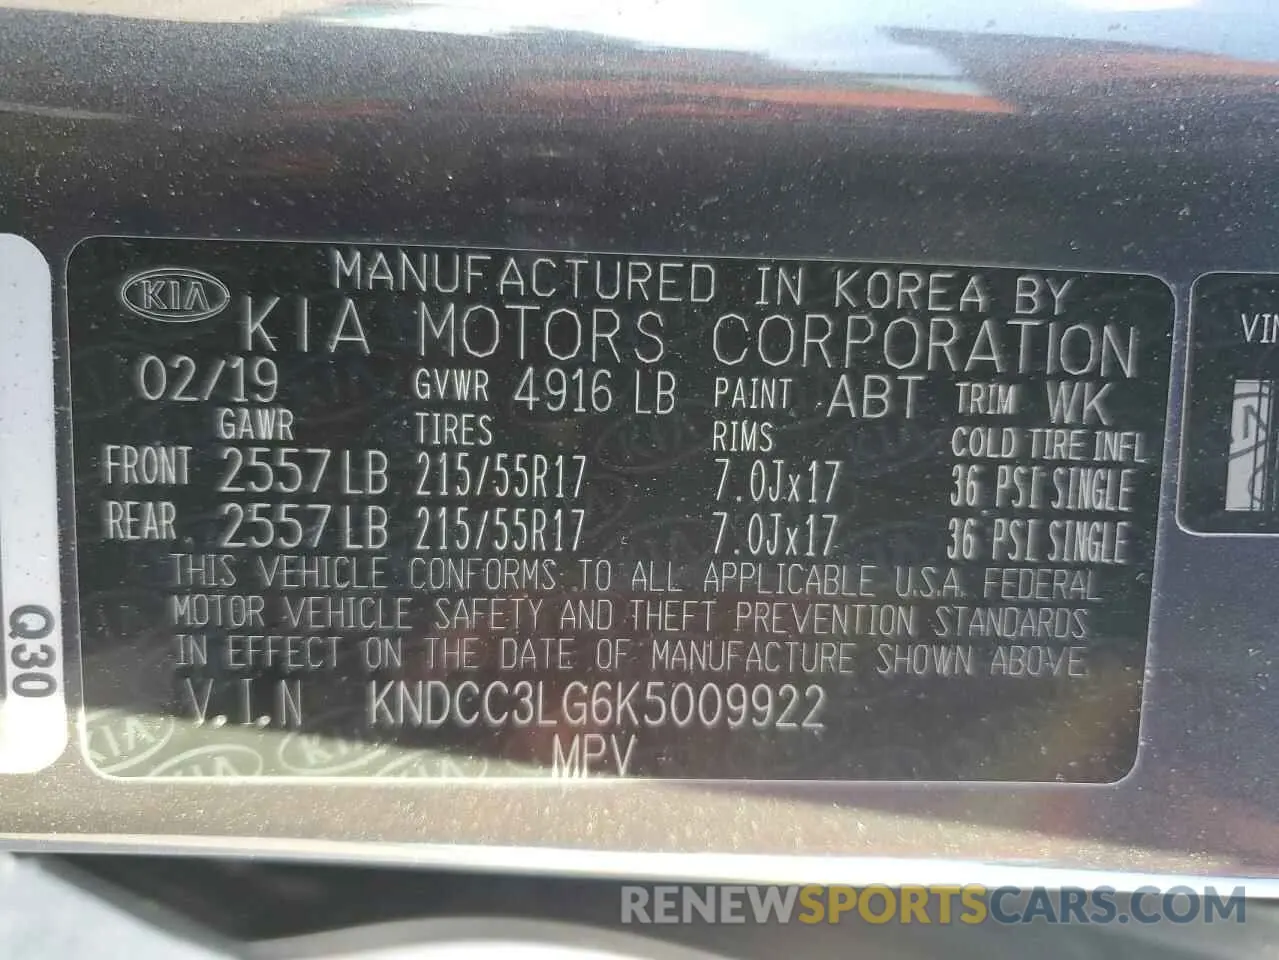 KIA
MANUFACTURED IN KOREA BY
KIA MOTORS CORPORATION
02/19 GVWR 4916 LB PAINT ABT TRIM WK
GAWR TIRES RIMS COLD TIRE INFL
FRONT 2557 LB 215/55R17 7.0Jx17 36 PSI SINGLE
REAR 2557 LB 215/55R17 7.0Jx17 36 PSI SINGLE
THIS VEHICLE CONFORMS TO ALL APPLICABLE U.S.A. FEDERAL
MOTOR VEHICLE SAFETY AND THEFT PREVENTION STANDARDS
IN EFFECT ON THE DATE OF MANUFACTURE SHOWN ABOVE
V.I.N KNDCC3LG6K5009922
MPV
Q30
VIN
RENEWSPORTSCARS.COM